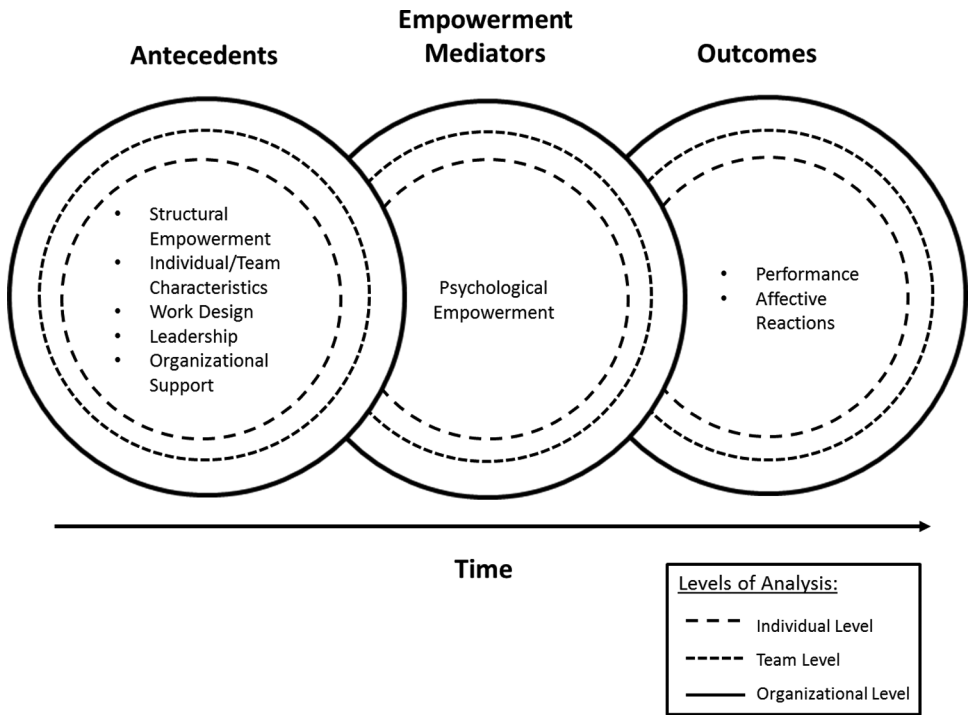 Antecedents
Empowerment
Mediators
Outcomes
• Structural
Empowerment
• Individual/Team
Characteristics
• Work Design
• Leadership
• Organizational
Support
Psychological
Empowerment
• Performance
• Affective
Reactions
Time
Levels of Analysis:
Individual Level
Team Level
Organizational Level